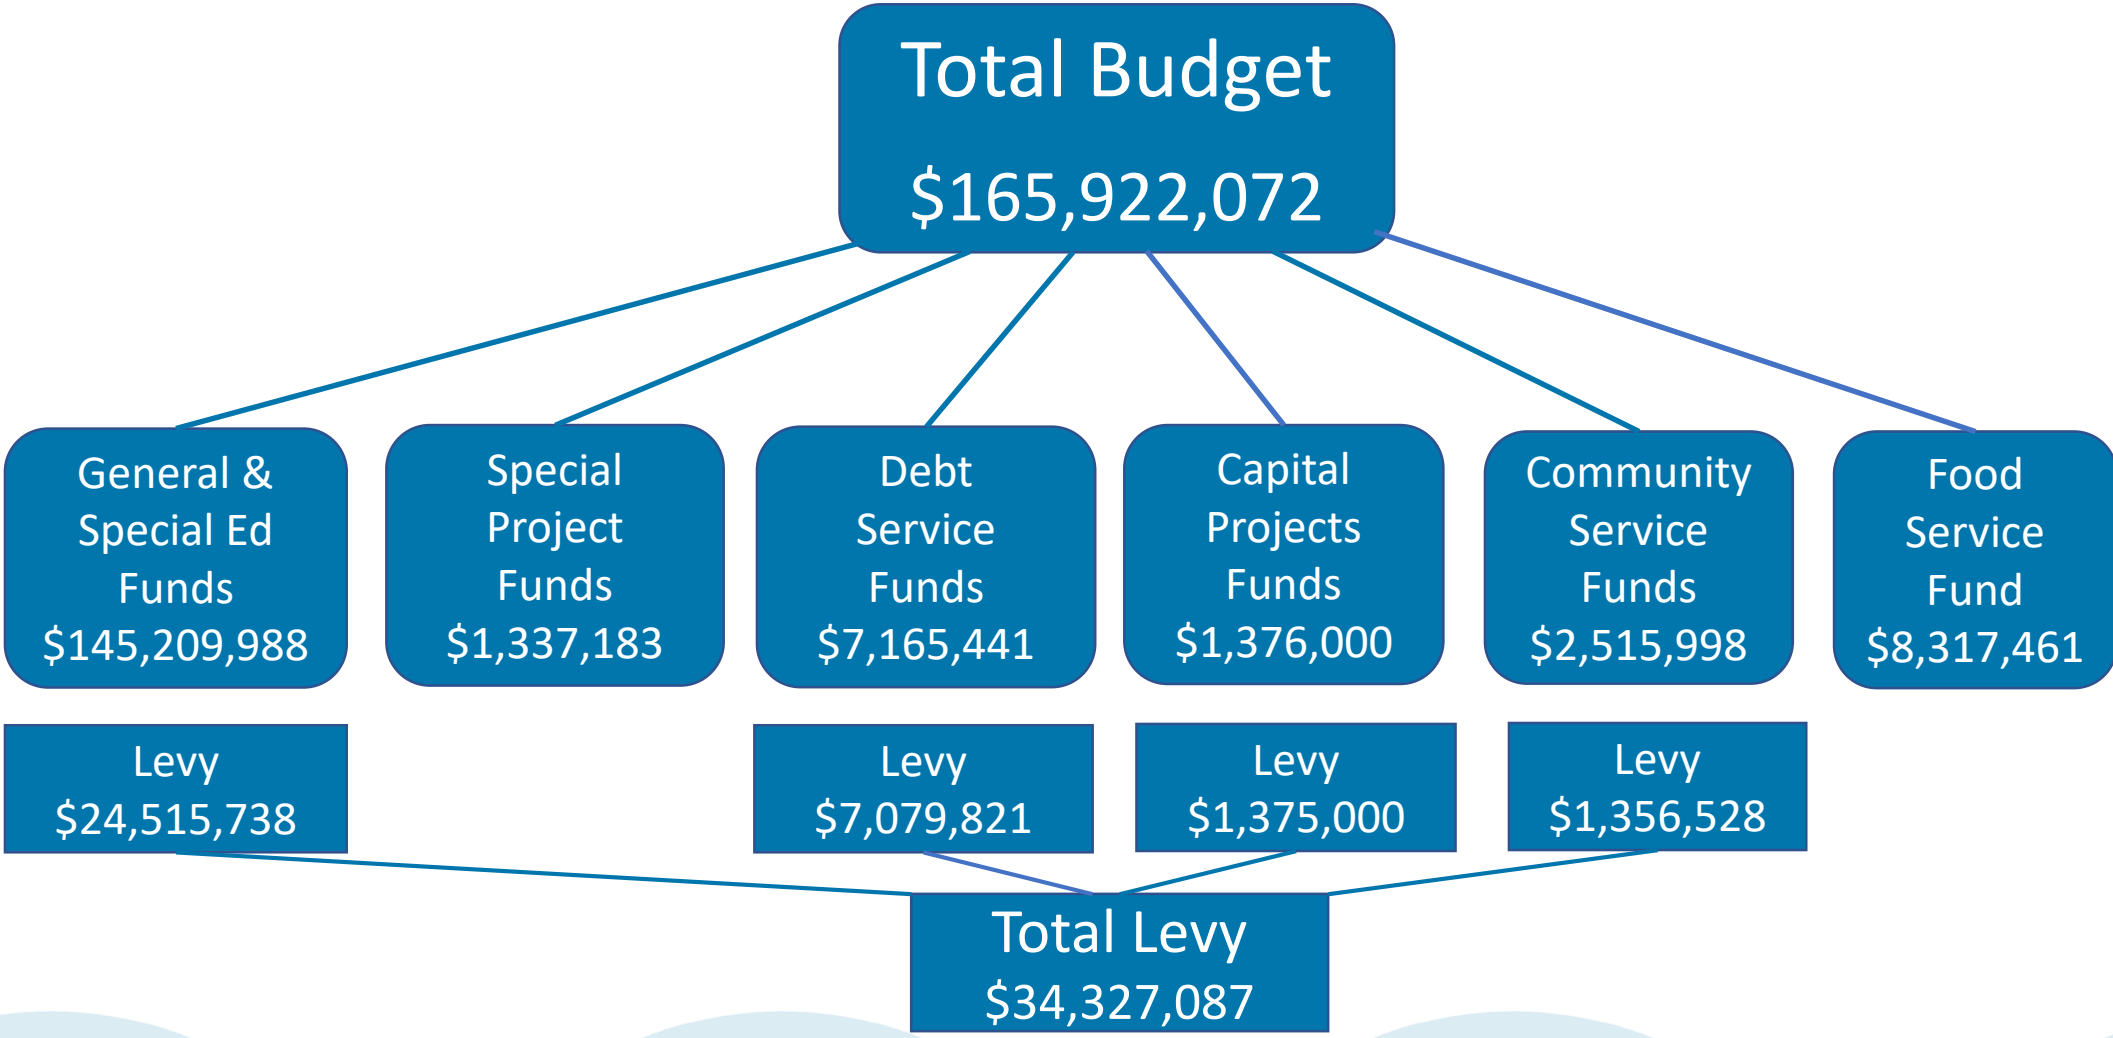 Total Budget
$165,922,072
General &
Special Ed
Funds
$145,209,988
Special
Project
Funds
$1,337,183
Debt
Service
Funds
$7,165,441
Capital
Projects
Funds
$1,376,000
Community
Service
Funds
$2,515,998
Food
Service
Fund
$8,317,461
Levy
$24,515,738
Levy
$7,079,821
Levy
$1,375,000
Levy
$1,356,528
Total Levy
$34,327,087